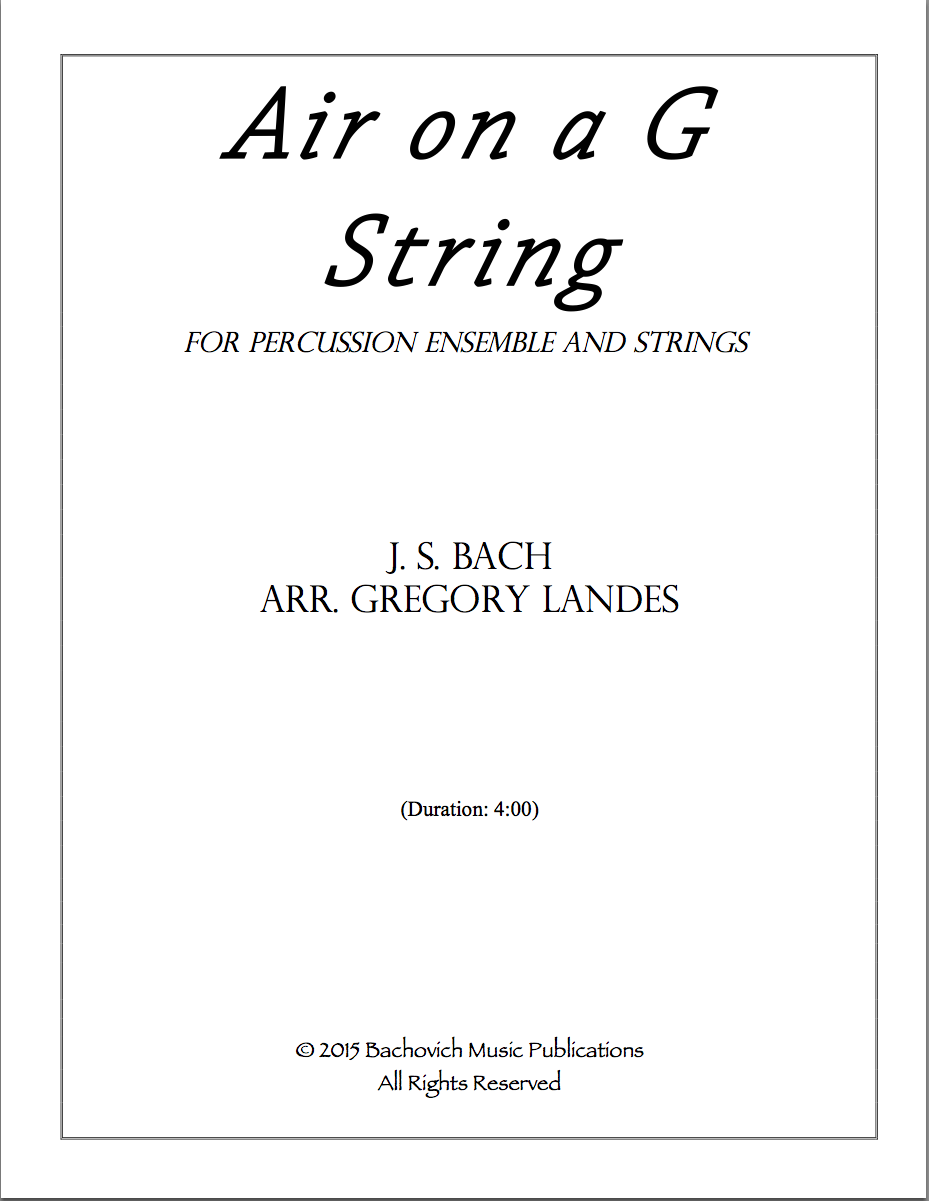 Air on a G
String
FOR PERCUSSION ENSEMBLE AND STRINGS
J. S. BACH
ARR. GREGORY LANDES
(Duration: 4:00)
© 2015 Bachovich Music Publications
All Rights Reserved